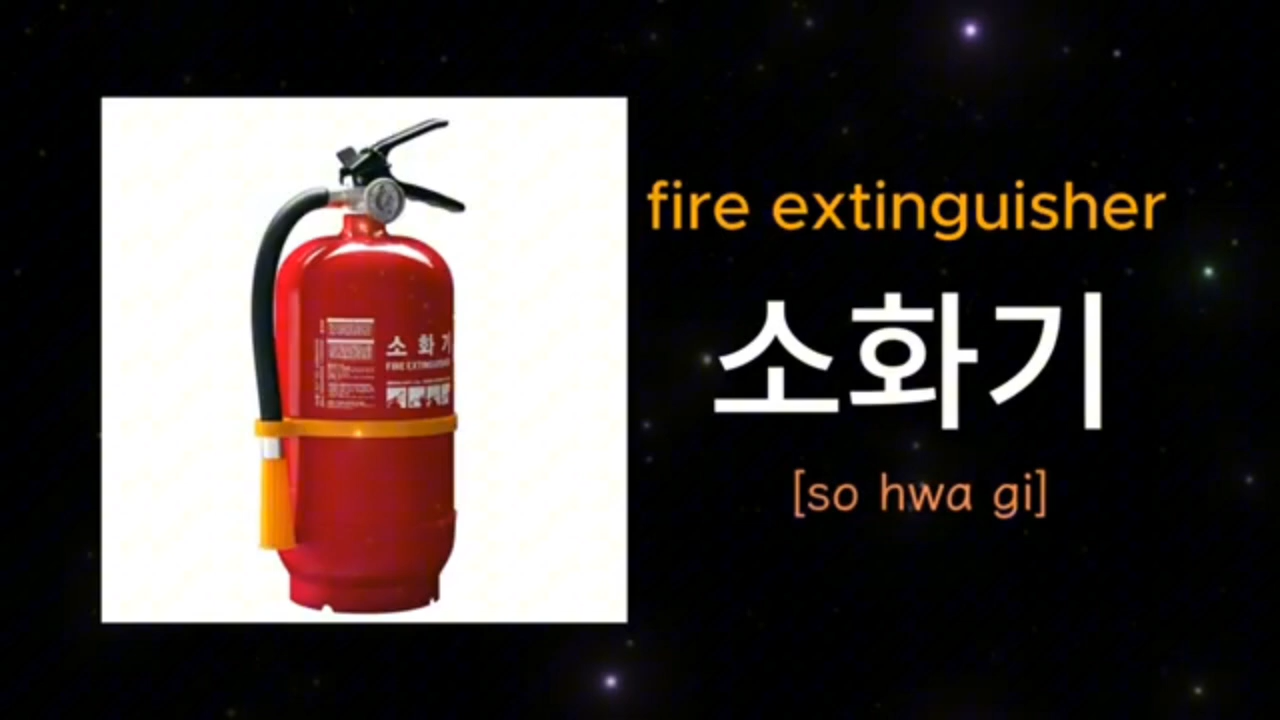 fire extinguisher
소화기
[so hwa gi]
소 화 기
FIRE EXTINGUISHER